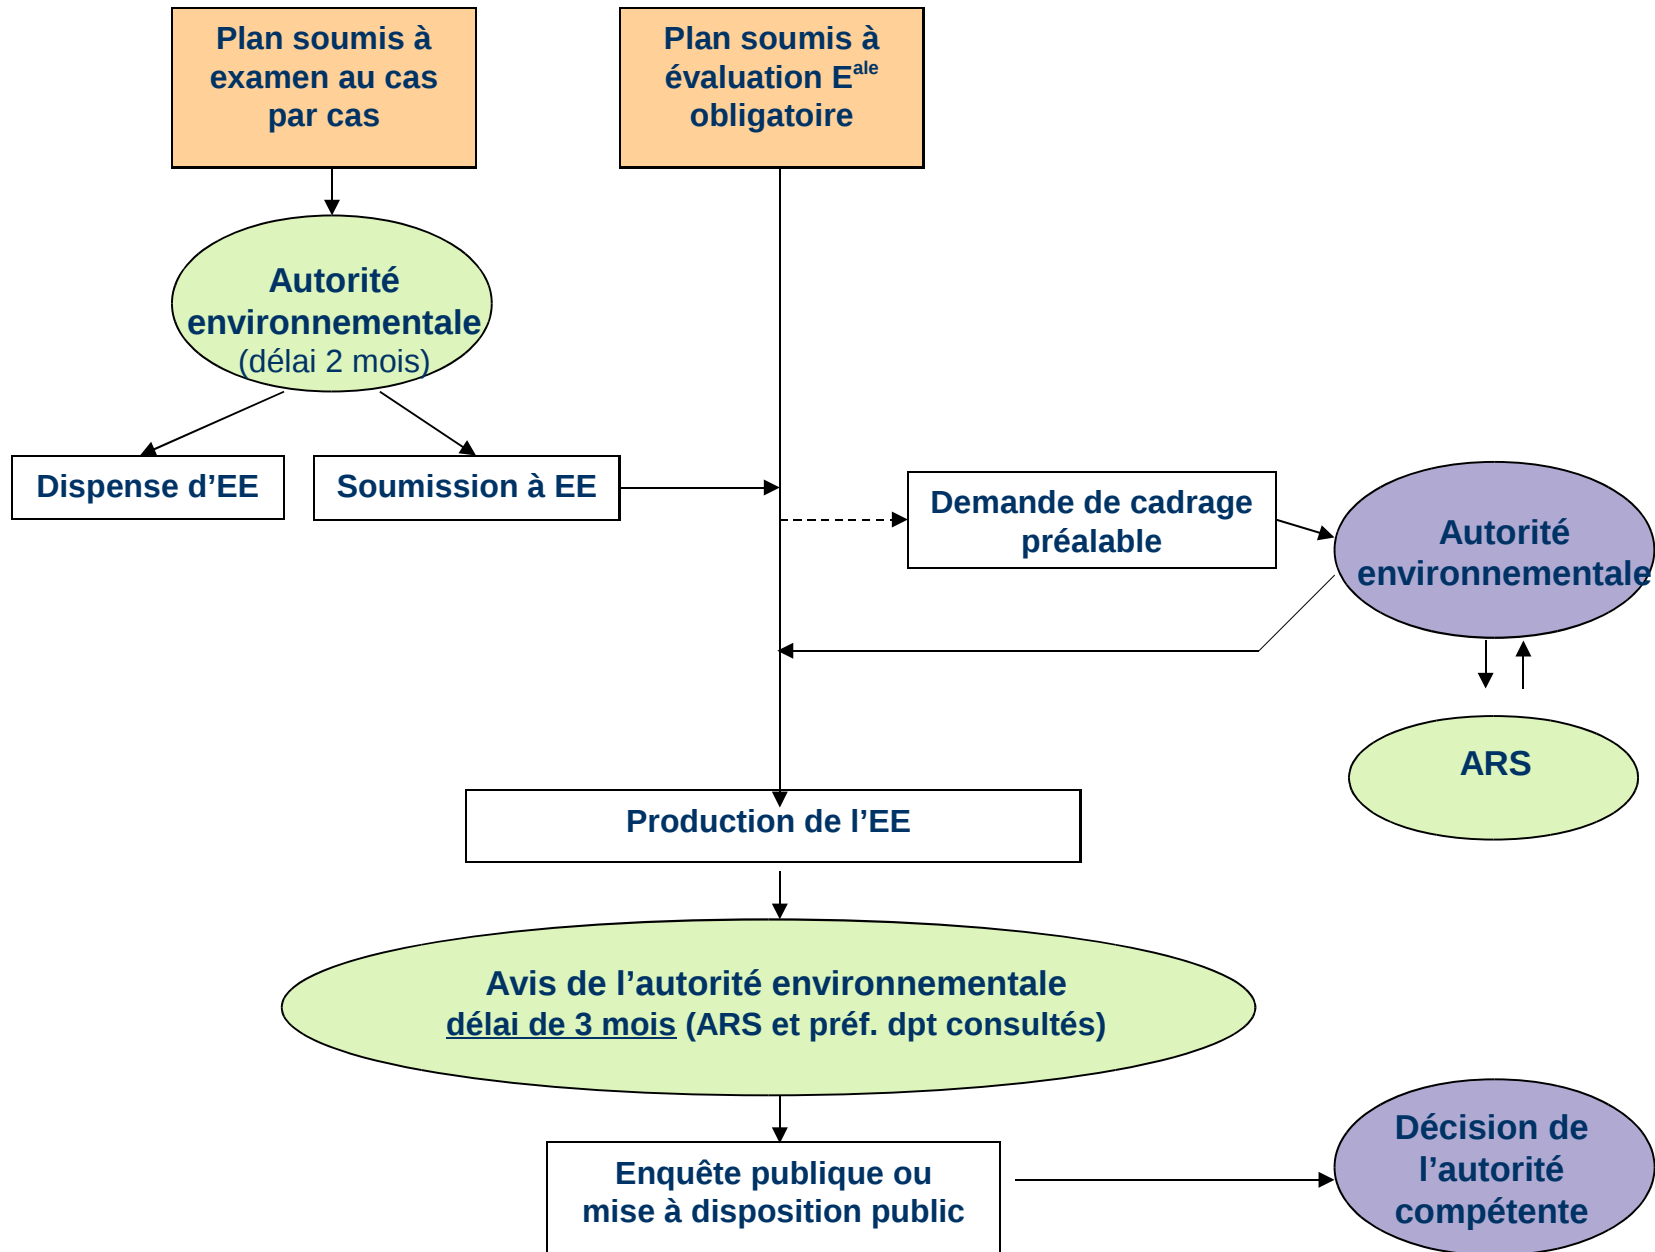 Plan soumis à
examen au cas
par cas
Plan soumis à
évaluation Eale
obligatoire
Autorité
environnementale
(délai 2 mois)
Dispense d’EE
Soumission à EE
Demande de cadrage
préalable
Autorité
environnementale
ARS
Production de l’EE
Avis de l’autorité environnementale
délai de 3 mois (ARS et préf. dpt consultés)
Enquête publique ou
mise à disposition public
Décision de
l’autorité
compétente